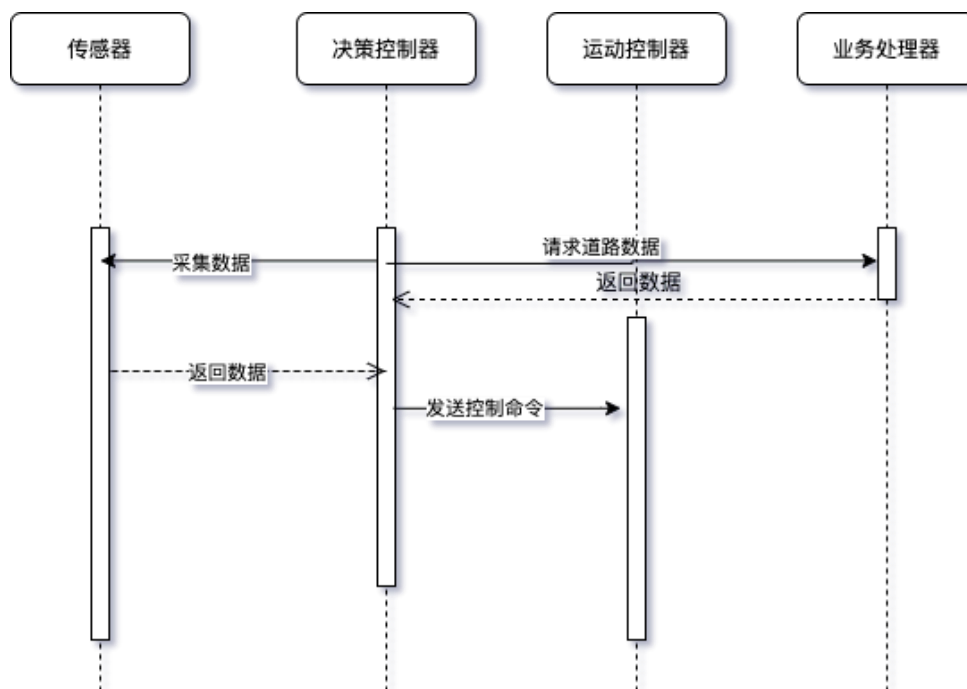 传感器
决策控制器
运动控制器
业务处理器
采集数据
请求道路数据
返回数据
返回数据
发送控制命令